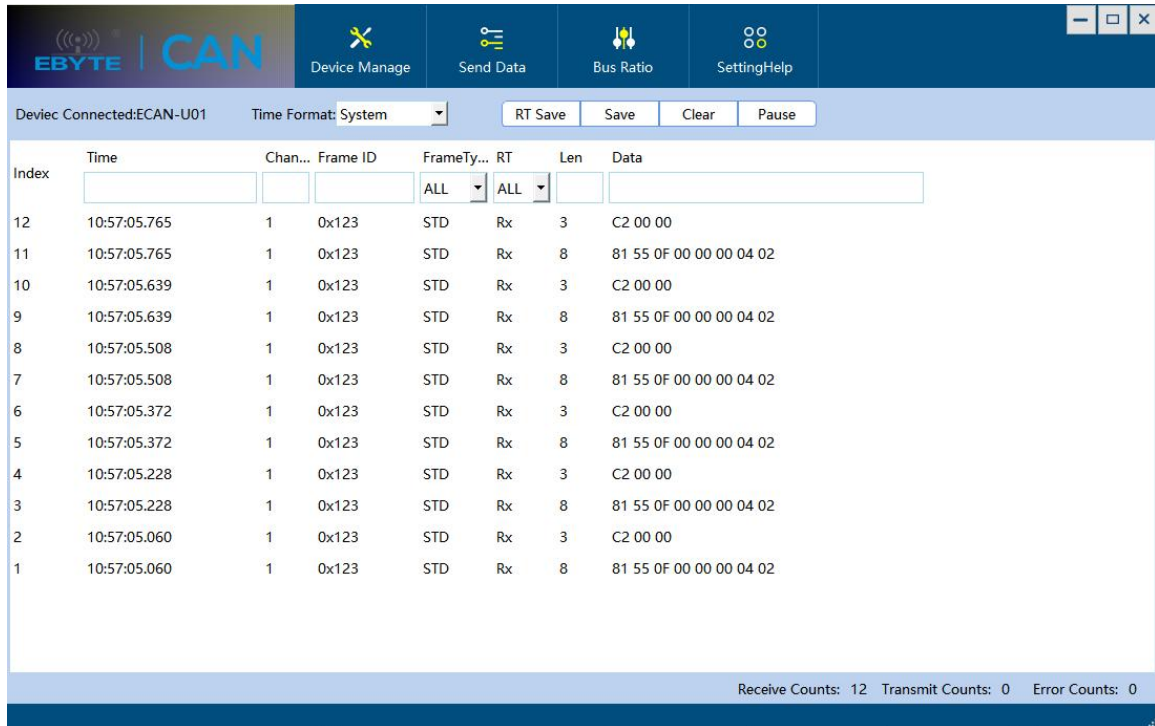 EBYTE | CAN
Device Manage Send Data Bus Ratio SettingHelp
Deviec Connected:ECAN-U01 Time Format: System RT Save Save Clear Pause
Index Time Chan... Frame ID FrameTy... RT Len Data
ALL ALL
12 10:57:05.765 1 0x123 STD Rx 3 C2 00 00
11 10:57:05.765 1 0x123 STD Rx 8 81 55 0F 00 00 00 04 02
10 10:57:05.639 1 0x123 STD Rx 3 C2 00 00
9 10:57:05.639 1 0x123 STD Rx 8 81 55 0F 00 00 00 04 02
8 10:57:05.508 1 0x123 STD Rx 3 C2 00 00
7 10:57:05.508 1 0x123 STD Rx 8 81 55 0F 00 00 00 04 02
6 10:57:05.372 1 0x123 STD Rx 3 C2 00 00
5 10:57:05.372 1 0x123 STD Rx 8 81 55 0F 00 00 00 04 02
4 10:57:05.228 1 0x123 STD Rx 3 C2 00 00
3 10:57:05.228 1 0x123 STD Rx 8 81 55 0F 00 00 00 04 02
2 10:57:05.060 1 0x123 STD Rx 3 C2 00 00
1 10:57:05.060 1 0x123 STD Rx 8 81 55 0F 00 00 00 04 02
Receive Counts: 12 Transmit Counts: 0 Error Counts: 0